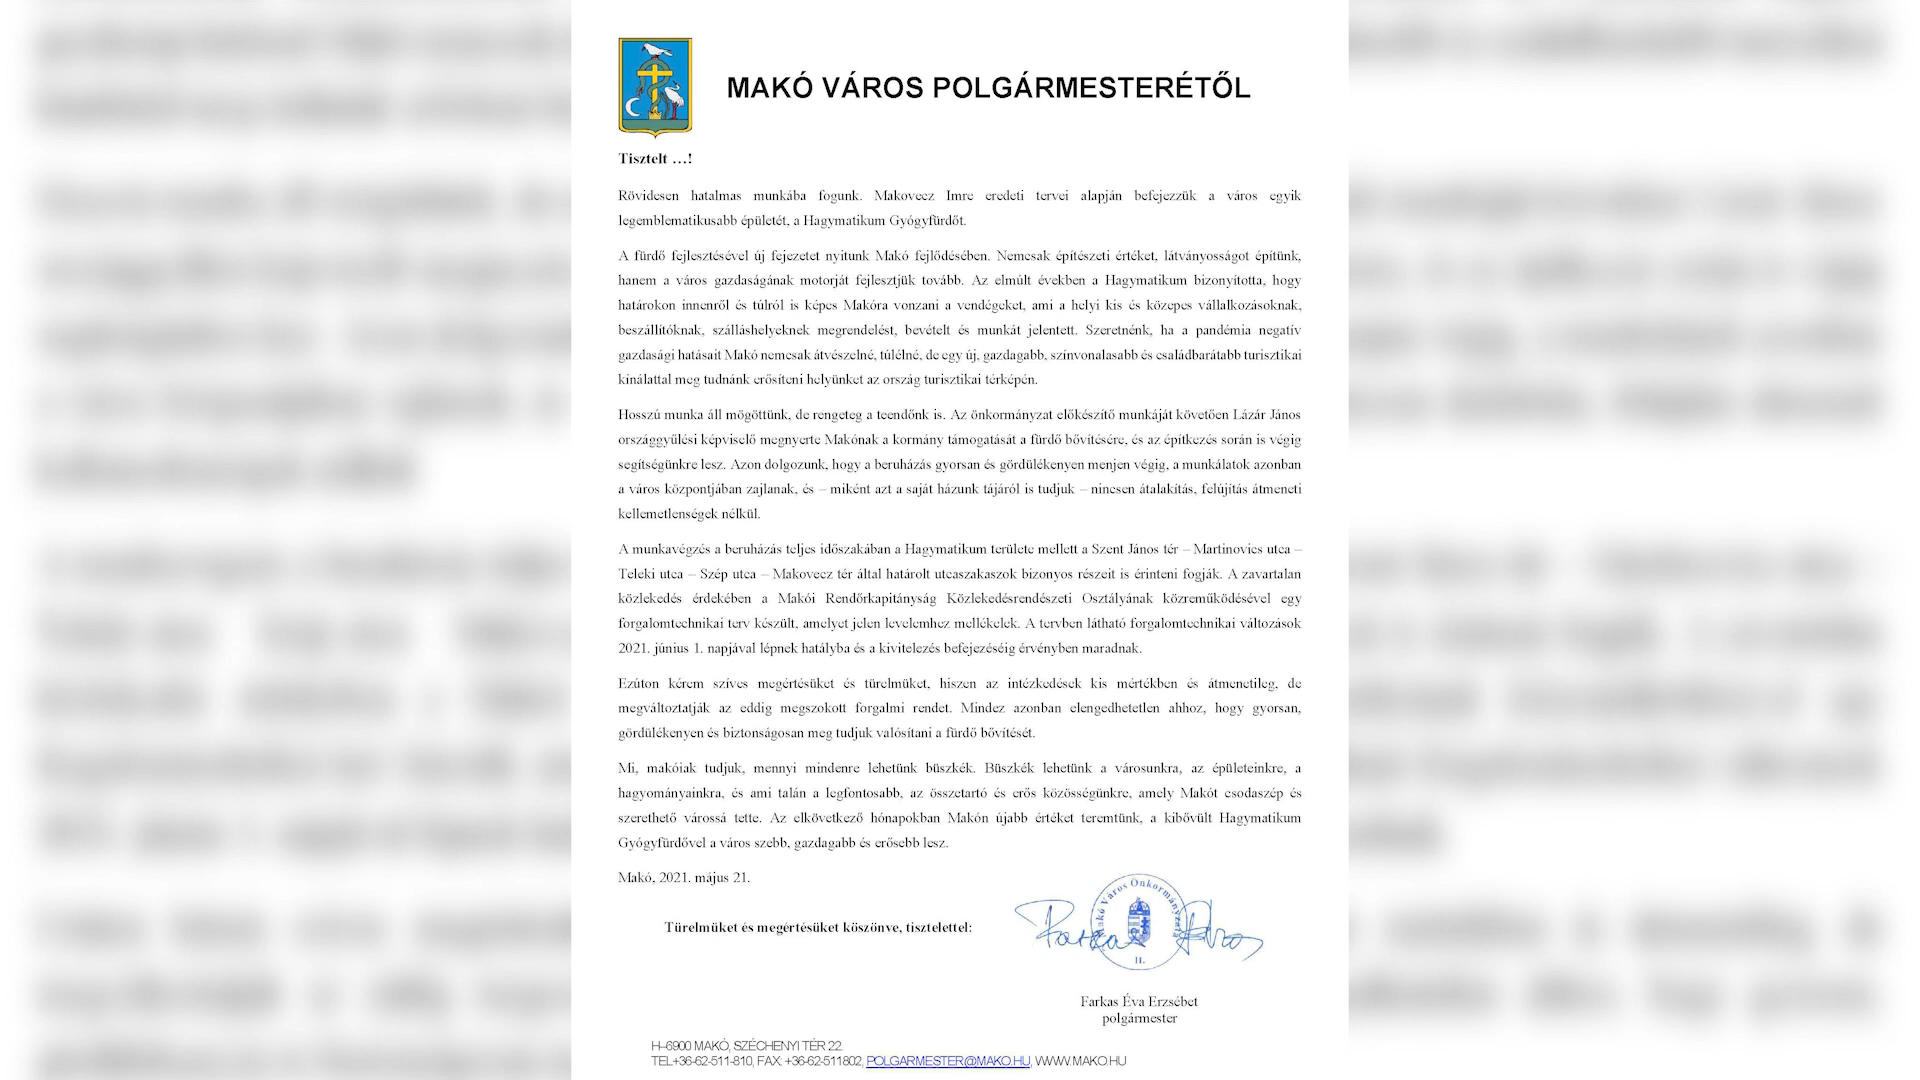 MAKÓ VÁROS POLGÁRMESTERÉTŐL
Tisztelt …!
Rövidesen hatalmas munkába fogunk. Makovecz Imre eredeti tervei alapján befejezzük a város egyik
legemblematikusabb épületét, a Hagymatikum Gyógyfürdőt.
A fürdő fejlesztésével új fejezetet nyitunk Makó fejlődésében. Nemcsak építészeti értéket, látványosságot építünk,
hanem a város gazdaságának motorját fejlesztjük tovább. Az elmúlt években a Hagymatikum bizonyította, hogy
határokon innenről és túlról is képes Makóra vonzani a vendégeket, ami a helyi kis és közepes vállalkozásoknak,
beszállítóknak, szálláshelyeknek megrendelést, bevételt és munkát jelentett. Szeretnénk, ha a pandémia negatív
gazdasági hatásait Makó nemcsak átvészelné, túlélné, de egy új, gazdagabb, színvonalasabb és családbarátabb turisztikai
kínálattal meg tudnánk erősíteni helyünket az ország turisztikai térképén.
Hosszú munka áll mögöttünk, de rengeteg a teendőnk is. Az önkormányzat előkészítő munkáját követően Lázár János
országgyűlési képviselő megnyerte Makónak a kormány támogatását a fürdő bővítésére, és az építkezés során is végig
segítségünkre lesz. Azon dolgozunk, hogy a beruházás gyorsan és gördülékenyen menjen végig, a munkálatok azonban
a város központjában zajlanak, és – miként azt a saját házunk tájáról is tudjuk – nincsen átalakítás, felújítás átmeneti
kellemetlenségek nélkül.
A munkavégzés a beruházás teljes időszakában a Hagymatikum területe mellett a Szent János tér – Martinovics utca –
Teleki utca – Szép utca – Makovecz tér által határolt utcaszakaszok bizonyos részeit is érinteni fogják. A zavartalan
közlekedés érdekében a Makói Rendőrkapitányság Közlekedésrendészeti Osztályának közreműködésével egy
forgalomtechnikai terv készült, amelyet jelen levelemhez mellékelek. A tervben látható forgalomtechnikai változások
2021. június 1. napjával lépnek hatályba és a kivitelezés befejezéséig érvényben maradnak.
Ezúton kérem szíves megértésüket és türelmüket, hiszen az intézkedések kis mértékben és átmenetileg, de
megváltoztatják az eddig megszokott forgalmi rendet. Mindez azonban elengedhetetlen ahhoz, hogy gyorsan,
gördülékenyen és biztonságosan meg tudjuk valósítani a fürdő bővítését.
Mi, makóiak tudjuk, mennyi mindenre lehetünk büszkék. Büszkék lehetünk a városunkra, az épületeinkre, a
hagyományainkra, és ami talán a legfontosabb, az összetartó és erős közösségünkre, amely Makót csodaszép és
szerethető várossá tette. Az elkövetkező hónapokban Makón újabb értéket teremtünk, a kibővült Hagymatikum
Gyógyfürdővel a város szebb, gazdagabb és erősebb lesz.
Makó, 2021. május 21.
Makó Város Önkormányzata
II.
Farkas Éva
Türelmüket és megértésüket köszönve, tisztelettel:
Farkas Éva Erzsébet
polgármester
H–6900 MAKÓ, SZÉCHENYI TÉR 22.
TEL+36-62-511-810, FAX: +36-62-511802, POLGARMESTER@MAKO.HU, WWW.MAKO.HU